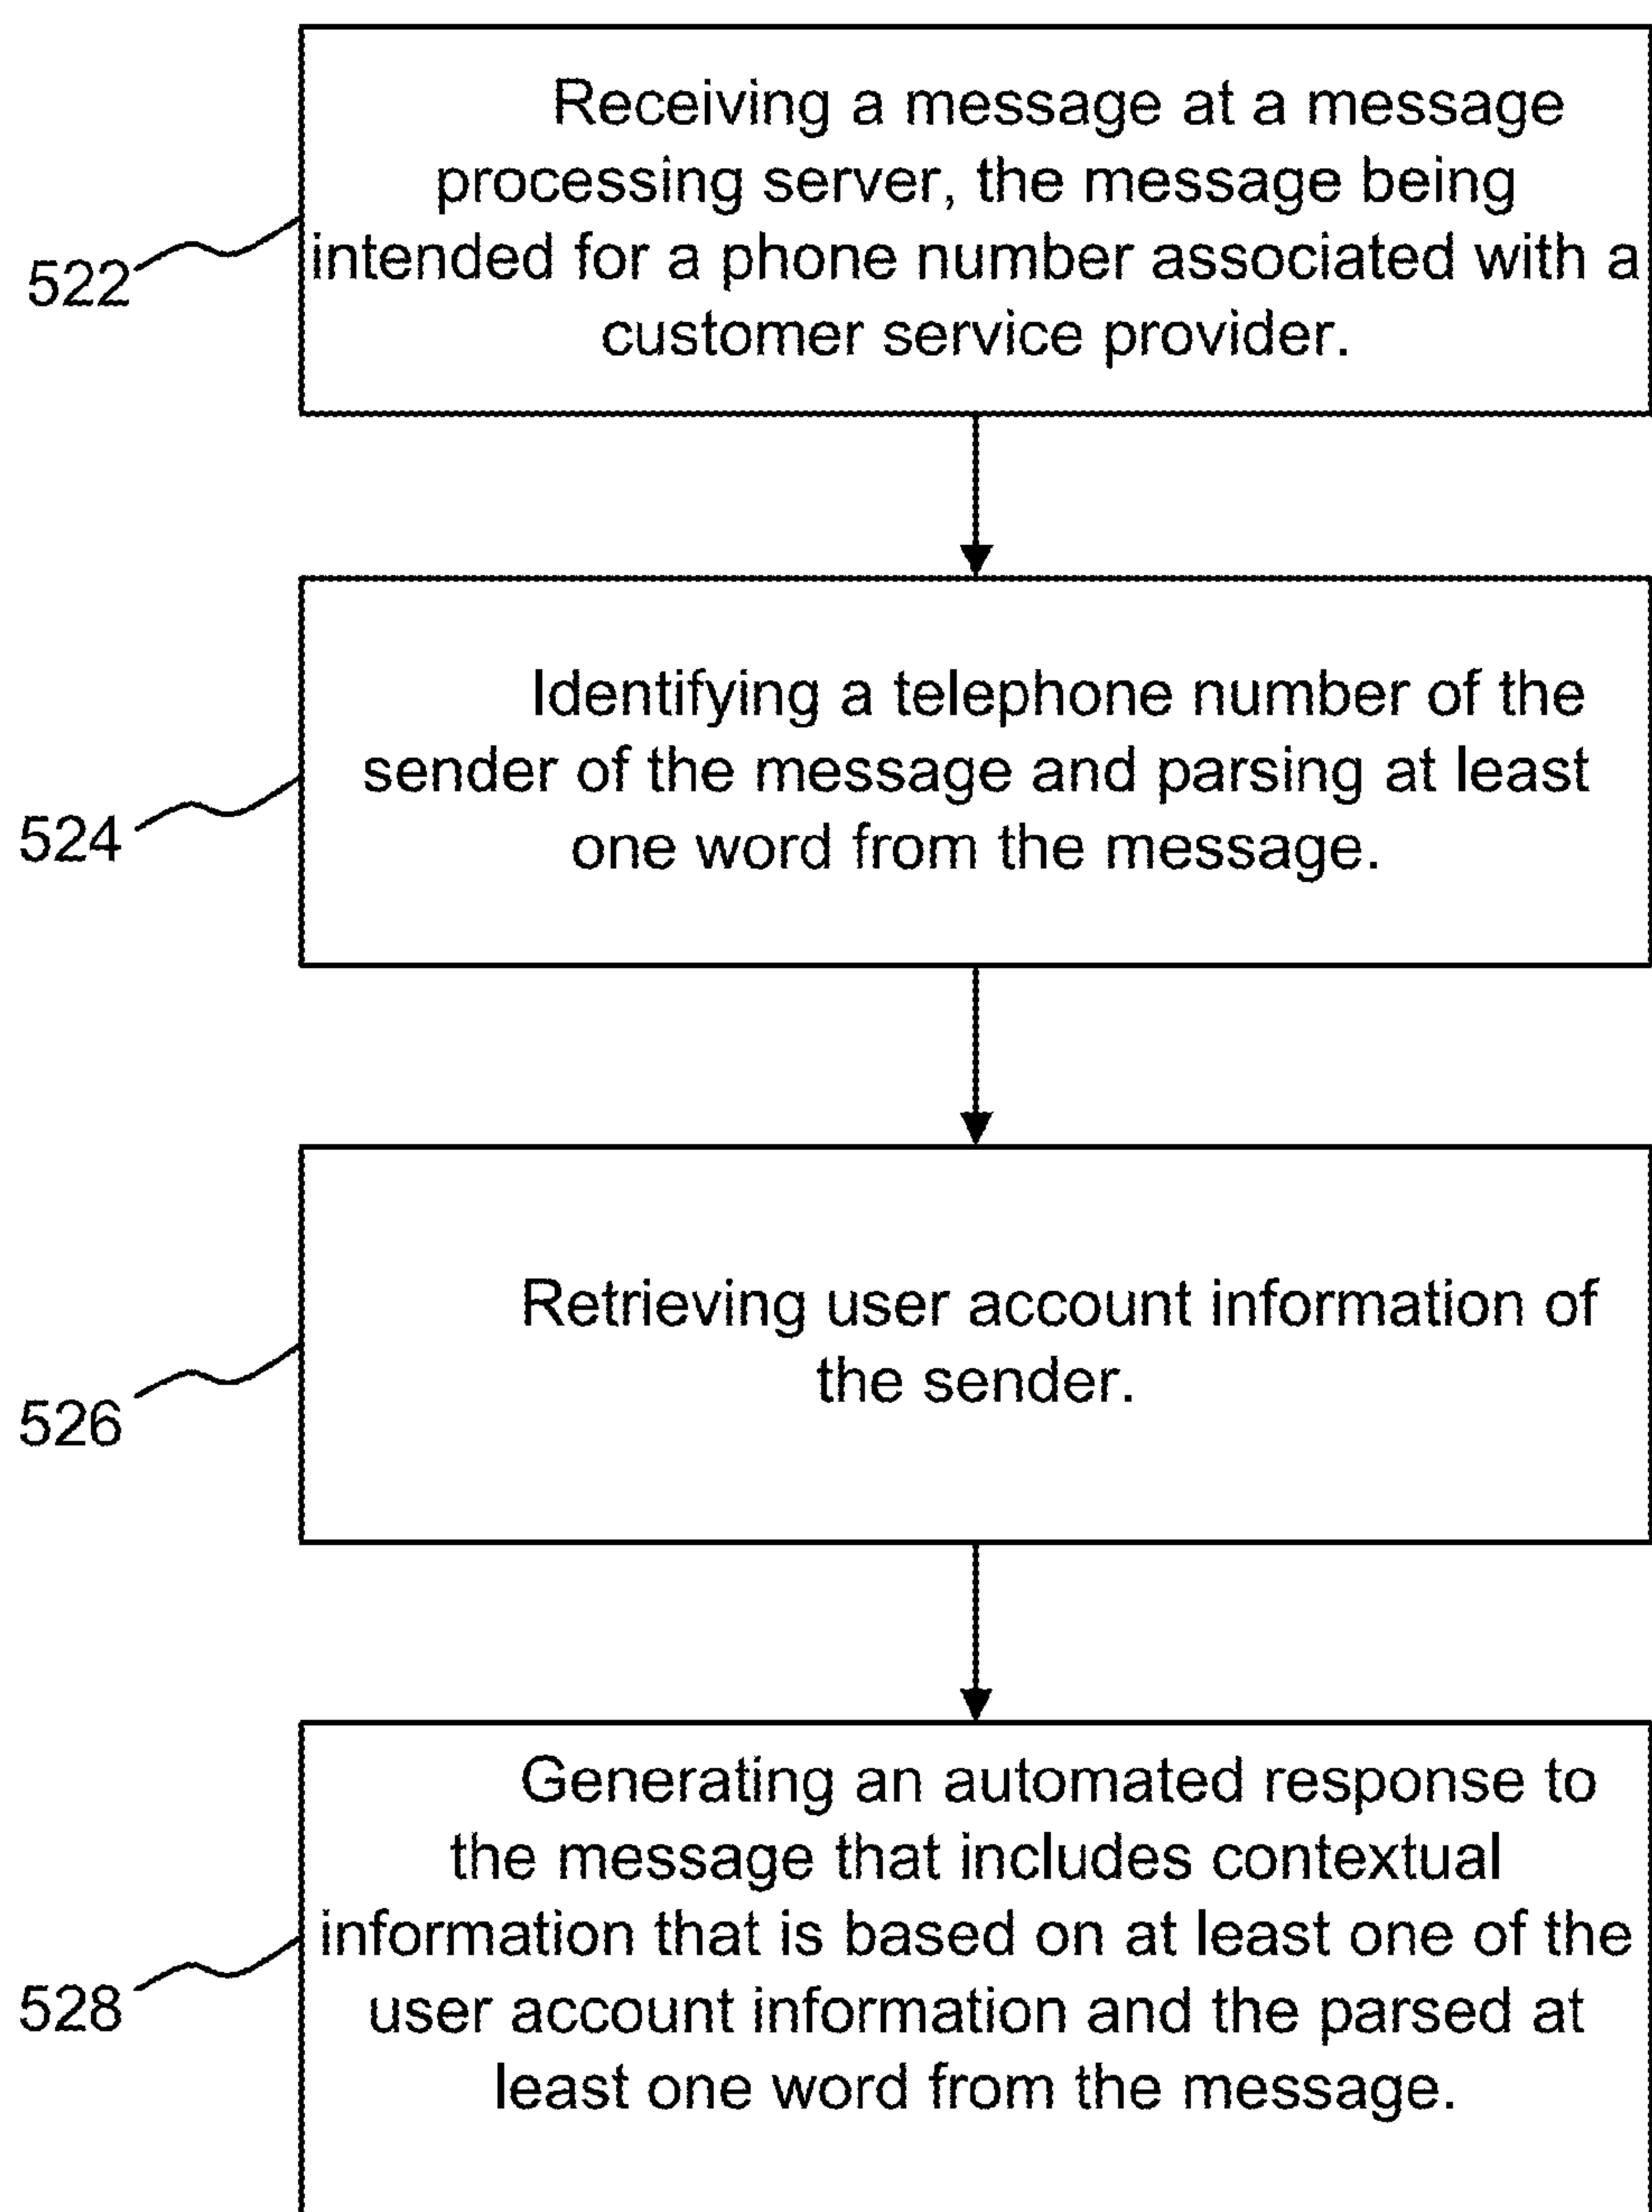 Receiving a message at a message
processing server, the message being
intended for a phone number associated with a
customer service provider.
522
Identifying a telephone number of the
sender of the message and parsing at least
one word from the message.
524
Retrieving user account information of
the sender.
526
Generating an automated response to
the message that includes contextual
information that is based on at least one of the
user account information and the parsed at
least one word from the message.
528